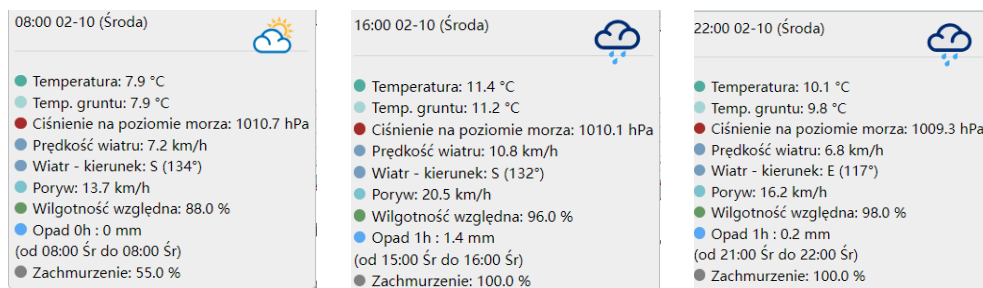 08:00 02-10 (Środa)
Temperatura: 7.9 °C
Temp. gruntu: 7.9 °C
Ciśnienie na poziomie morza: 1010.7 hPa
Prędkość wiatru: 7.2 km/h
Wiatr - kierunek: S (134°)
Poryw: 13.7 km/h
Wilgotność względna: 88.0 %
Opad 0h : 0 mm
(od 08:00 Śr do 08:00 Śr)
Zachmurzenie: 55.0 %
16:00 02-10 (Środa)
Temperatura: 11.4 °C
Temp. gruntu: 11.2 °C
Ciśnienie na poziomie morza: 1010.1 hPa
Prędkość wiatru: 10.8 km/h
Wiatr - kierunek: S (132°)
Poryw: 20.5 km/h
Wilgotność względna: 96.0 %
Opad 1h : 1.4 mm
(od 15:00 Śr do 16:00 Śr)
Zachmurzenie: 100.0 %
22:00 02-10 (Środa)
Temperatura: 10.1 °C
Temp. gruntu: 9.8 °C
Ciśnienie na poziomie morza: 1009.3 hPa
Prędkość wiatru: 6.8 km/h
Wiatr - kierunek: E (117°)
Poryw: 16.2 km/h
Wilgotność względna: 98.0 %
Opad 1h : 0.2 mm
(od 21:00 Śr do 22:00 Śr)
Zachmurzenie: 100.0 %